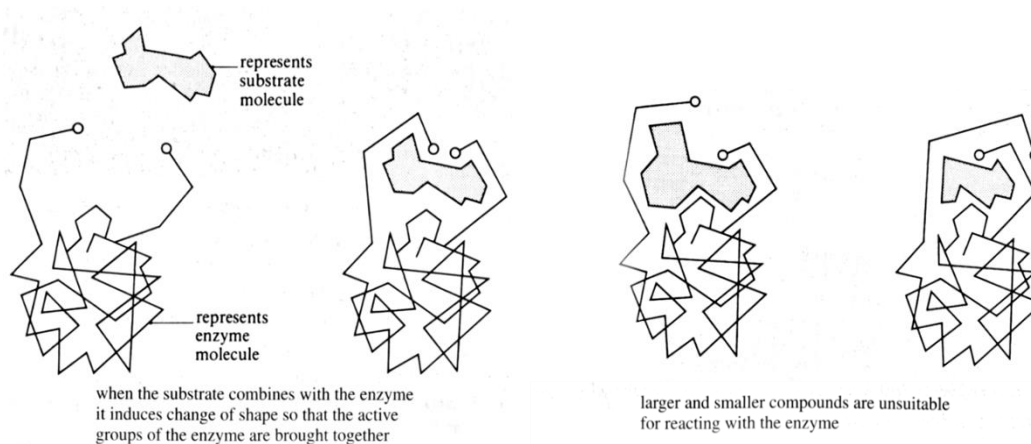 represents
substrate
molecule
represents
enzyme
molecule
when the substrate combines with the enzyme
it induces change of shape so that the active
groups of the enzyme are brought together
larger and smaller compounds are unsuitable
for reacting with the enzyme